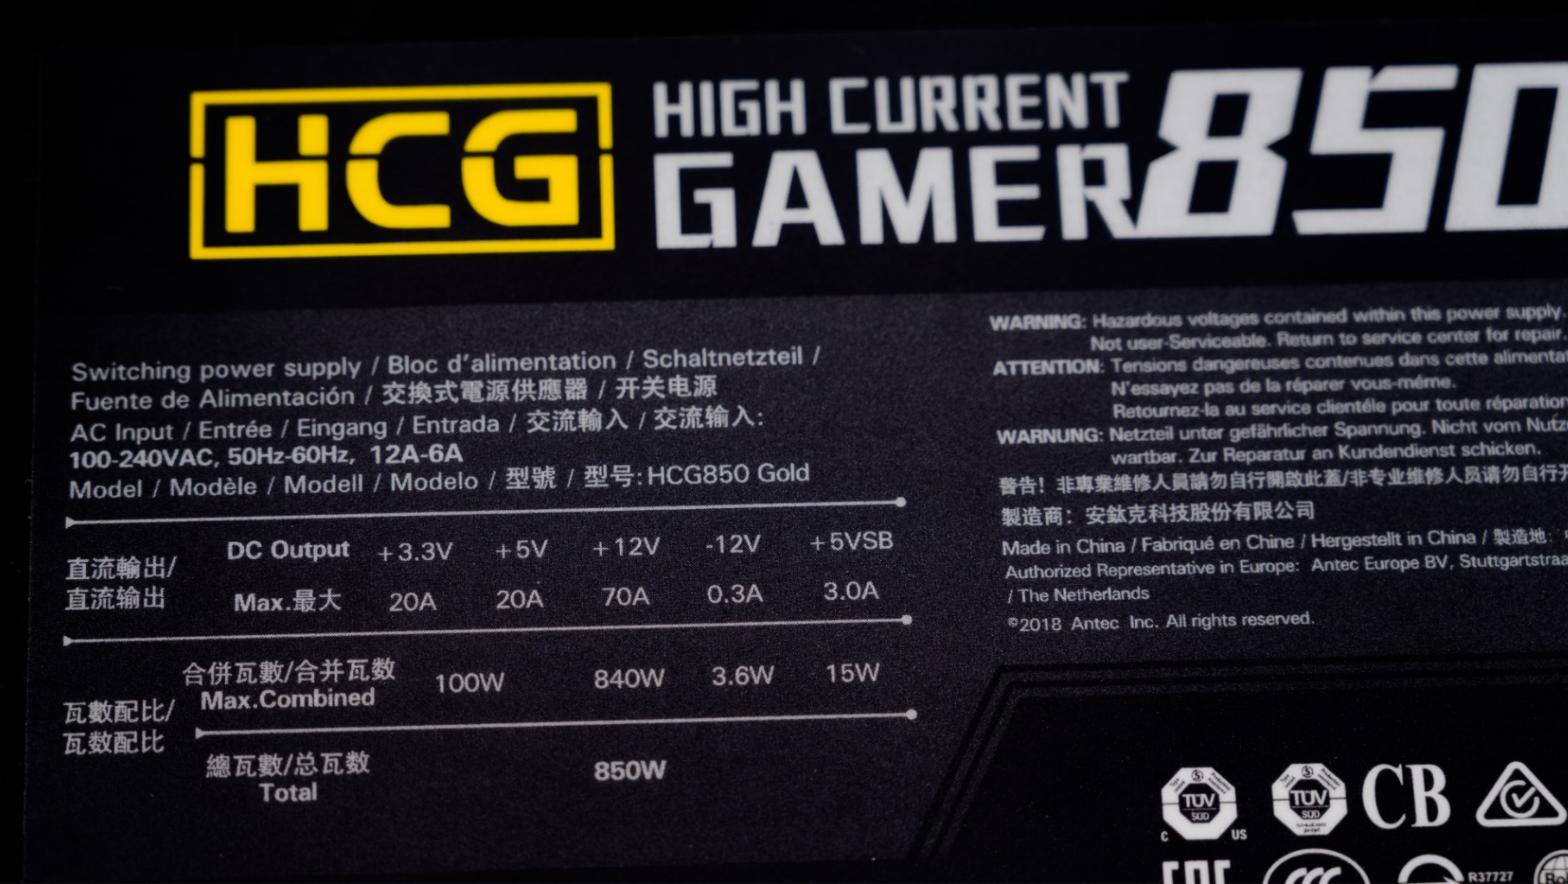 HCG HIGH CURRENT
GAMER 850
Switching power supply / Bloc d'alimentation / Schaltnetzteil /
Fuente de Alimentación / 交換式電源供應器 / 开关电源
AC Input / Entrée / Eingang / Entrada / 交流輸入 / 交流输入:
100-240VAC, 50Hz-60Hz, 12A-6A
Model / Modèle / Modell / Modelo / 型號 / 型号: HCG850 Gold
直流輸出/
直流输出
DC Output +3.3V +5V +12V -12V +5VSB
Max.最大 20A 20A 70A 0.3A 3.0A
瓦數配比/
瓦数配比
合併瓦數/合并瓦数
Max.Combined 100W 840W 3.6W 15W
總瓦數/总瓦数
Total 850W
WARNING: Hazardous voltages contained within this power supply.
Not user-Serviceable. Return to service center for repair.
ATTENTION: Tensions dangereuses contenues dans cette
N'essayez pas de la réparer vous-méme.
Retournez-la au service clientéle pour toute réparation
WARNUNG: Netzteil unter gefährlicher Spannung. Nicht vom
wartbar. Zur Reparatur an Kundendienst schicken.
警告！非專業維修人員請勿自行開啟此蓋/非专业维修人员请勿自行
製造商：安鈦克科技股份有限公司
Made in China / Fabriqué en Chine / Hergestellt in China / 製造地:
Authorized Representative in Europe: Antec Europe BV,
/ The Netherlands
©2018 Antec Inc. All rights reserved.
TÜV
SÜD
C US
TÜV
SÜD
CB
R37727